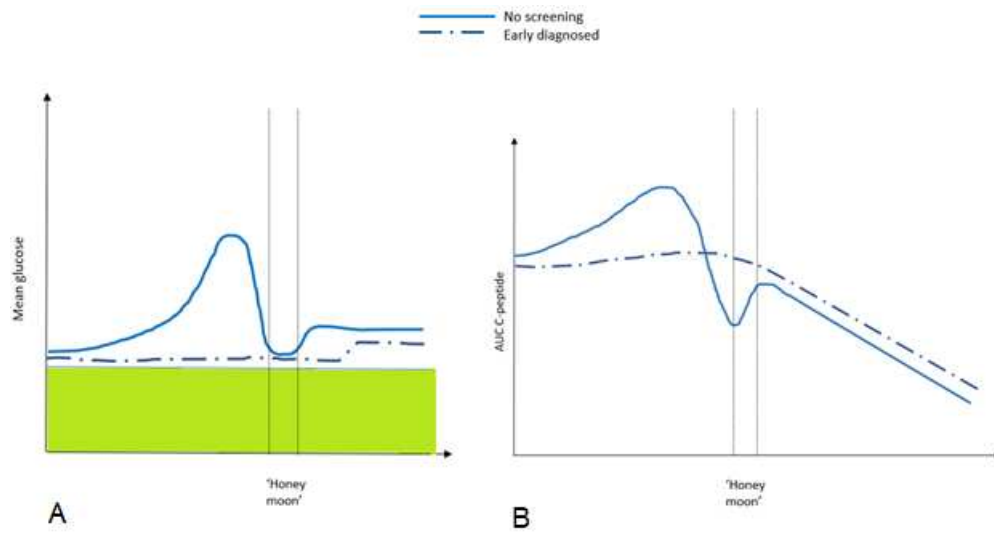 No screening
Early diagnosed
Mean glucose
'Honey
moon'
A
AUC C-peptide
'Honey
moon'
B